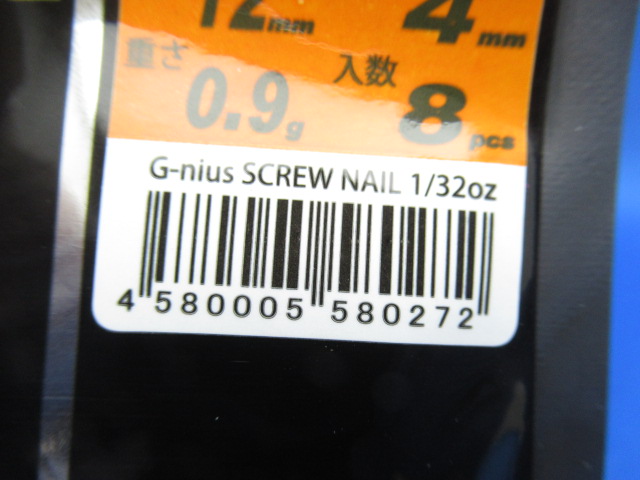 12mm 4mm
重さ 入数
0.9g 8pcs
G-nius SCREW NAIL 1/32oz
4 580005 580272